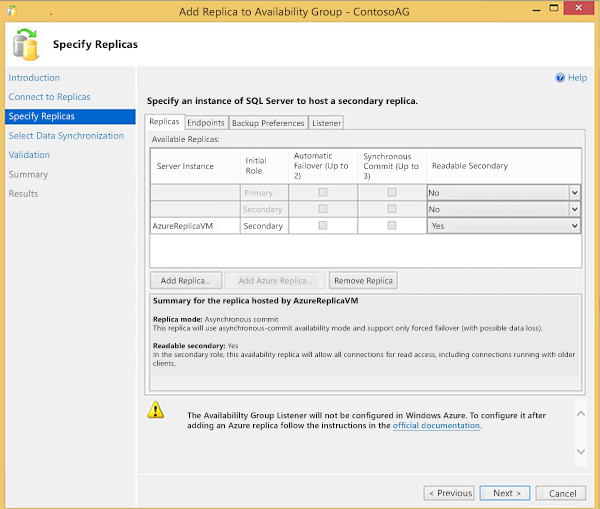 Add Replica to Availability Group - ContosoAG
Specify Replicas
Introduction
Connect to Replicas
Specify Replicas
Select Data Synchronization
Validation
Summary
Results
Help
Specify an instance of SQL Server to host a secondary replica.
Replicas Endpoints Backup Preferences Listener
Available Replicas:
Server Instance
Initial
Role
Automatic
Failover (Up to
2)
Synchronous
Commit (Up to
3)
Readable Secondary
Primary No
Secondary No
AzureReplicaVM Secondary Yes
Add Replica... Add Azure Replica... Remove Replica
Summary for the replica hosted by AzureReplicaVM
Replica mode: Asynchronous commit
This replica will use asynchronous-commit availability mode and support only forced failover (with possible data loss).
Readable secondary: Yes
In the secondary role, this availability replica will allow all connections for read access, including connections running with older
clients.
The Availablilty Group Listener will not be configured in Windows Azure. To configure it after
adding an Azure replica follow the instructions in the official documentation.
< Previous Next > Cancel